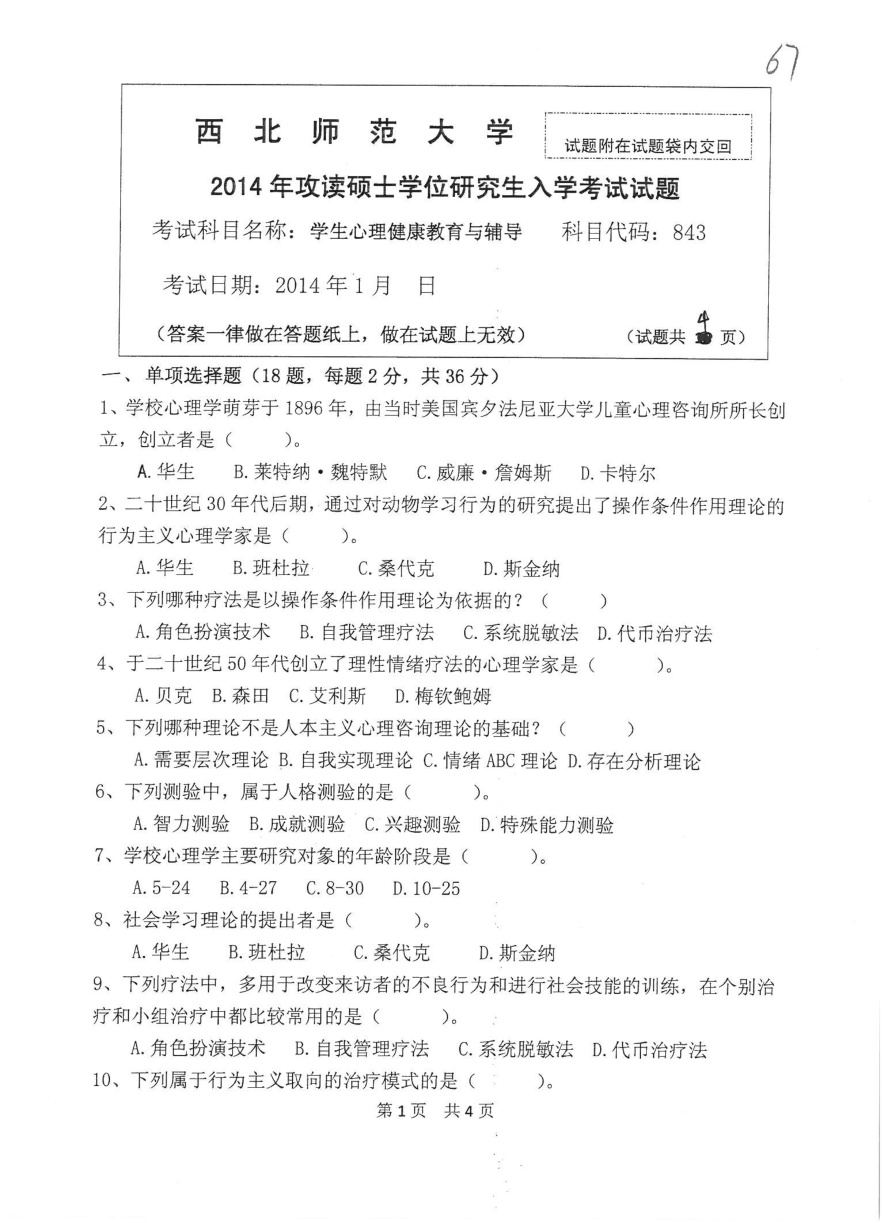 67
西北师范大学
试题附在试题袋内交回
2014年攻读硕士学位研究生入学考试试题
考试科目名称：学生心理健康教育与辅导 科目代码：843
考试日期：2014年1月 日
（答案一律做在答题纸上，做在试题上无效） （试题共 4 页）
一、单项选择题（18题，每题2分，共36分）
1、学校心理学萌芽于1896年，由当时美国宾夕法尼亚大学儿童心理咨询所所长创
立，创立者是（ ）。
A.华生 B.莱特纳·魏特默 C.威廉·詹姆斯 D.卡特尔
2、二十世纪30年代后期，通过对动物学习行为的研究提出了操作条件作用理论的
行为主义心理学家是（ ）。
A.华生 B.班杜拉 C.桑代克 D.斯金纳
3、下列哪种疗法是以操作条件作用理论为依据的？（ ）
A.角色扮演技术 B.自我管理疗法 C.系统脱敏法 D.代币治疗法
4、于二十世纪50年代创立了理性情绪疗法的心理学家是（ ）。
A.贝克 B.森田 C.艾利斯 D.梅钦鲍姆
5、下列哪种理论不是人本主义心理咨询理论的基础？（ ）
A.需要层次理论 B.自我实现理论 C.情绪ABC理论 D.存在分析理论
6、下列测验中，属于人格测验的是（ ）。
A.智力测验 B.成就测验 C.兴趣测验 D.特殊能力测验
7、学校心理学主要研究对象的年龄阶段是（ ）。
A.5-24 B.4-27 C.8-30 D.10-25
8、社会学习理论的提出者是（ ）。
A.华生 B.班杜拉 C.桑代克 D.斯金纳
9、下列疗法中，多用于改变来访者的不良行为和进行社会技能的训练，在个别治
疗和小组治疗中都比较常用的是（ ）。
A.角色扮演技术 B.自我管理疗法 C.系统脱敏法 D.代币治疗法
10、下列属于行为主义取向的治疗模式的是（ ）。
第1页 共4页